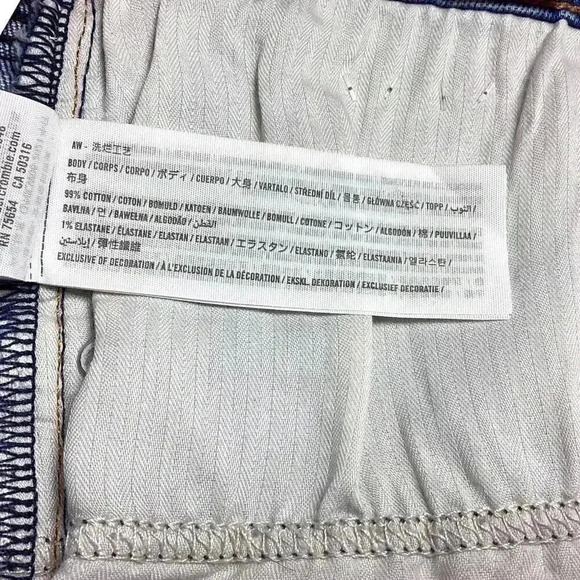 AW - 洗烂工艺
BODY / CORPS / CORPO / ボディ / CUERPO / 大身 / VARTALO / STŘEDNÍ DÍL / 몸통 / GŁÓWNA CZĘŚĆ / TOPP / الثوب /
布身
99% COTTON / COTON / BOMULD / KATOEN / BAUMWOLLE / BOMULL / COTONE / コットン / ALGODÓN / 棉 / PUUVILLAA /
BAVLNA / 면 / BAWEŁNA / ALGODÃO / القطن
1% ELASTANE / ÉLASTANE / ELASTAN / ELASTAAN / エラスタン / ELASTANO / 氨纶 / ELASTAANIA / 엘라스탄 /
إيلاستين / 彈性纖維
EXCLUSIVE OF DECORATION / À L'EXCLUSION DE LA DÉCORATION / EKSKL. DEKORATION / EXCLUSIEF DECORATIE /
ercrombie.com
RN 75654 CA 50316